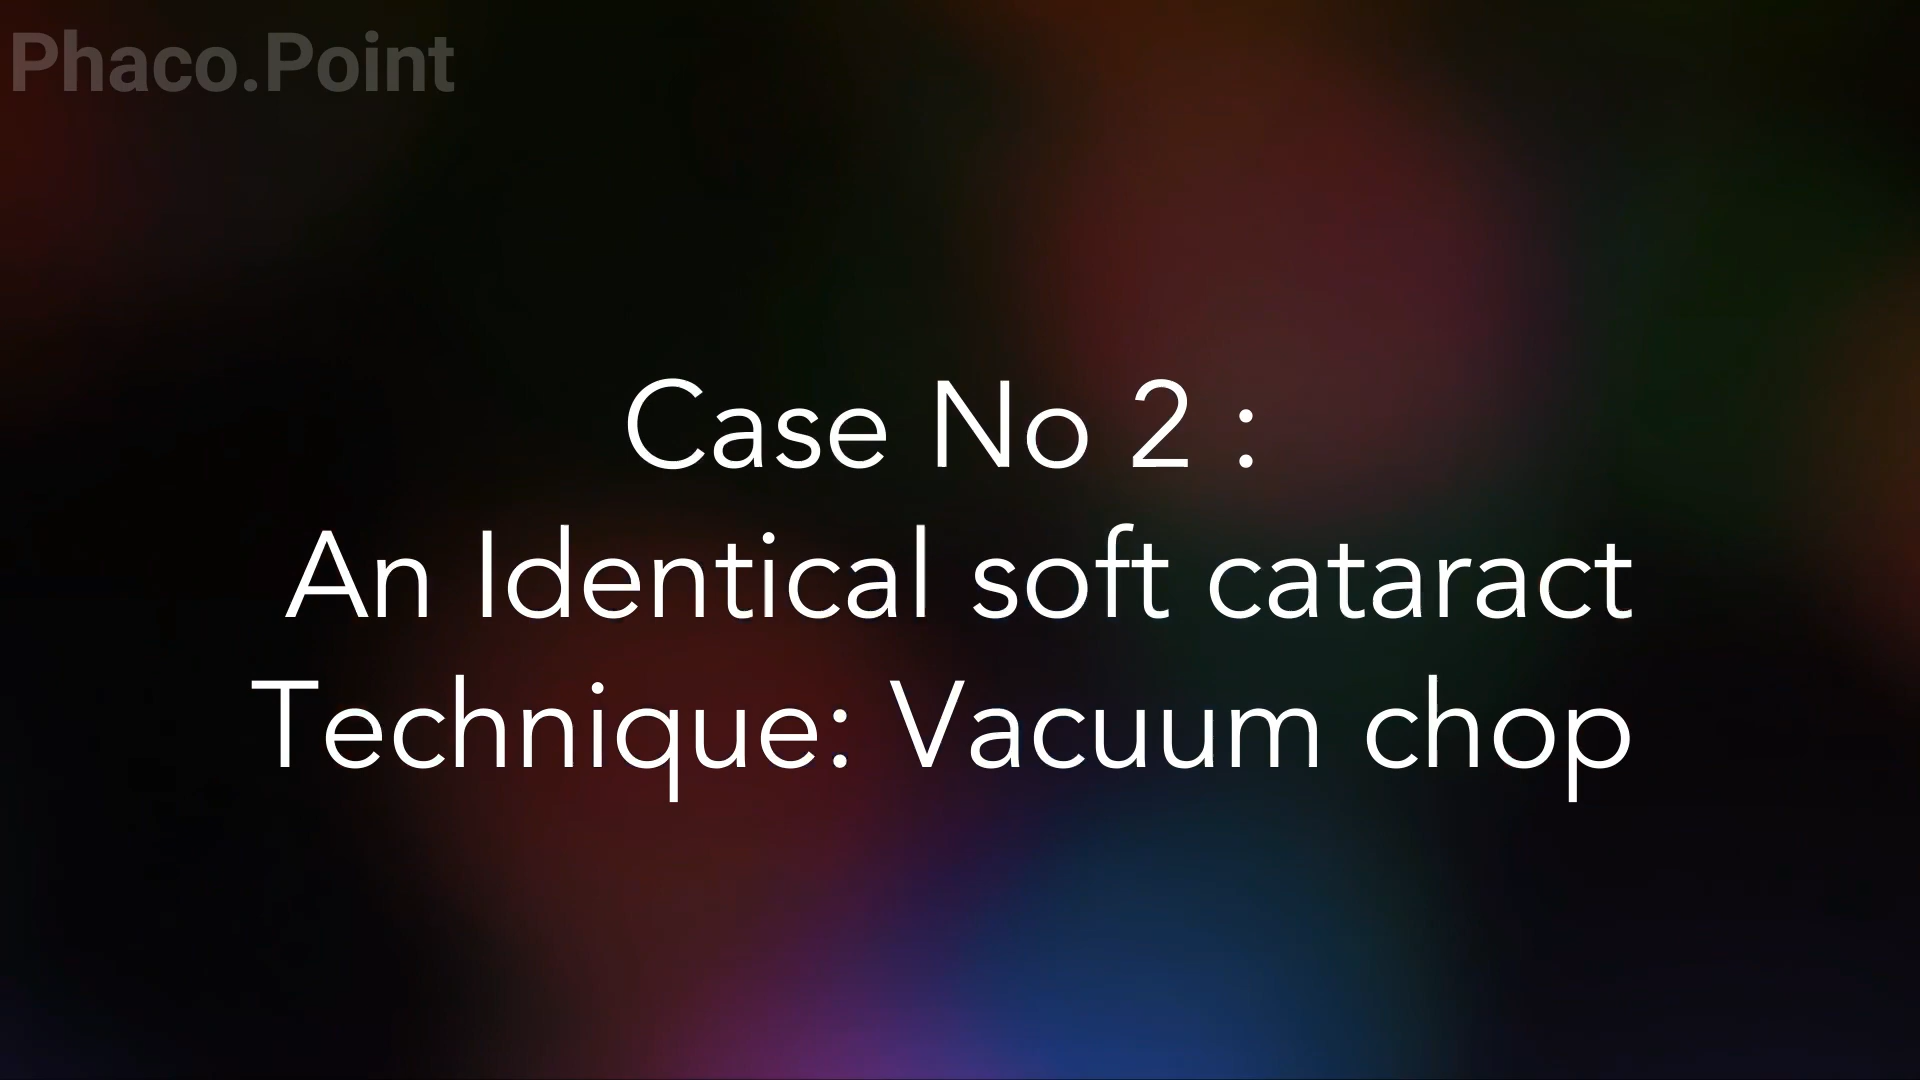 Phaco.Point
Case No 2 :
An Identical soft cataract
Technique: Vacuum chop